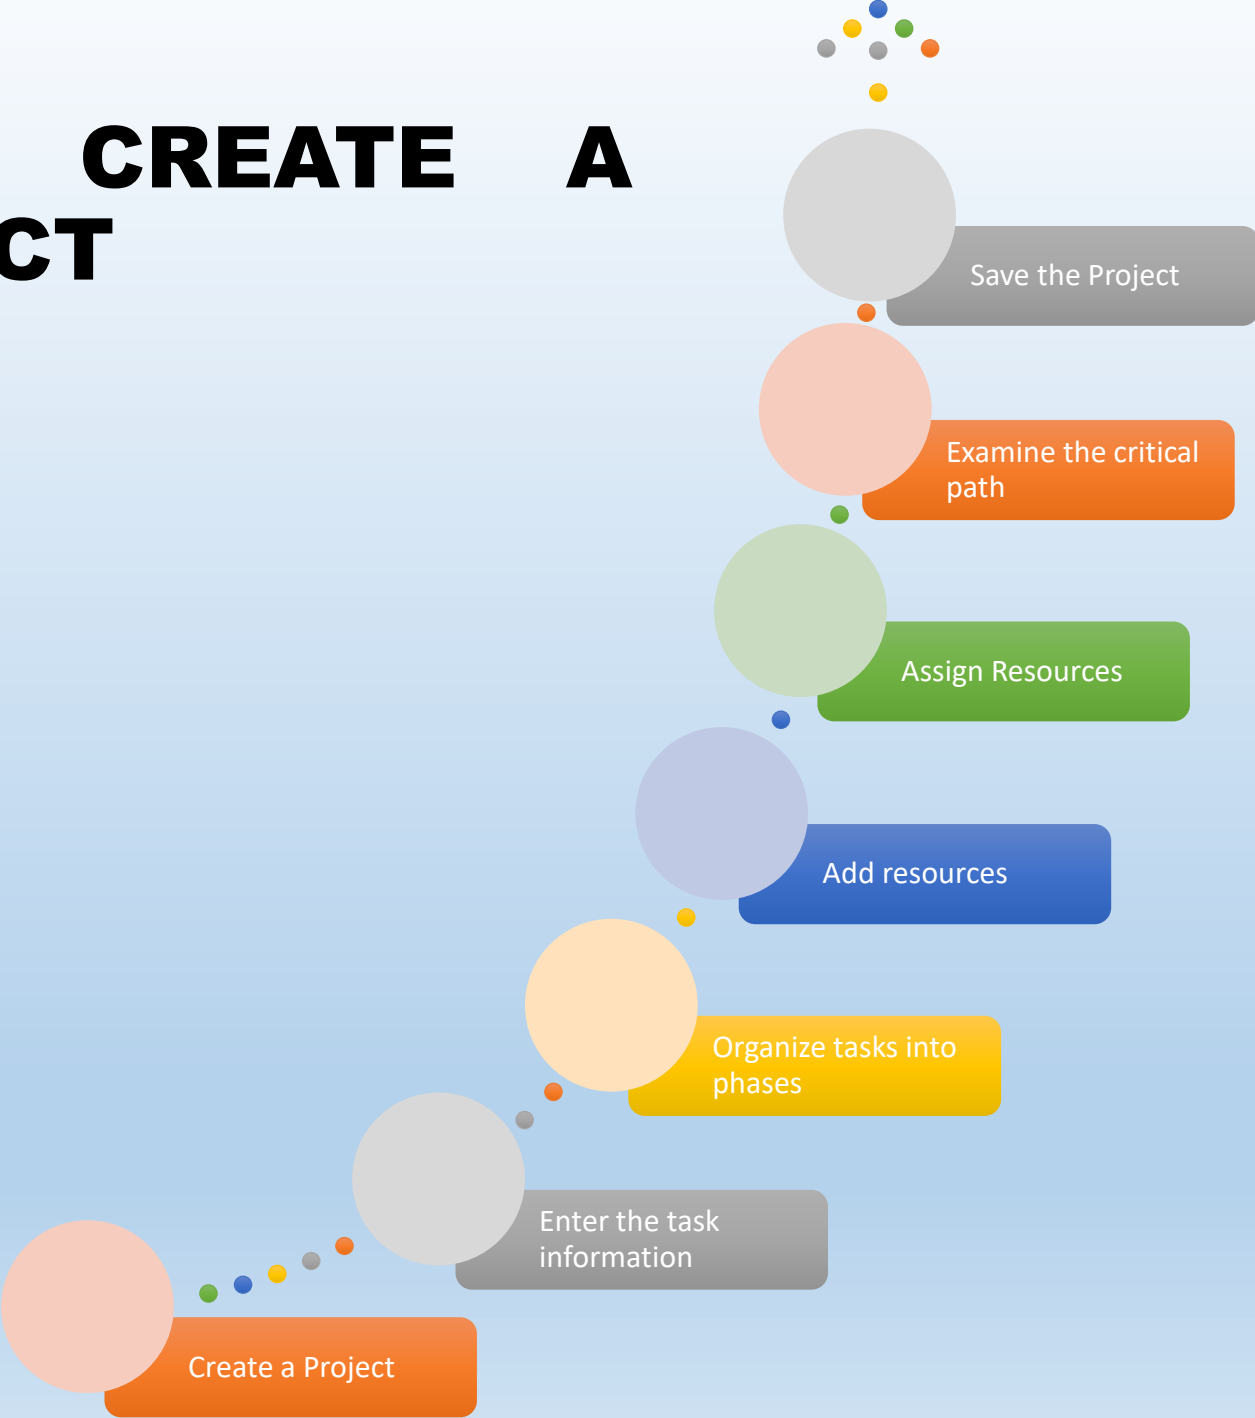 CREATE A
CT
Save the Project
Examine the critical
path
Assign Resources
Add resources
Organize tasks into
phases
Enter the task
information
Create a Project